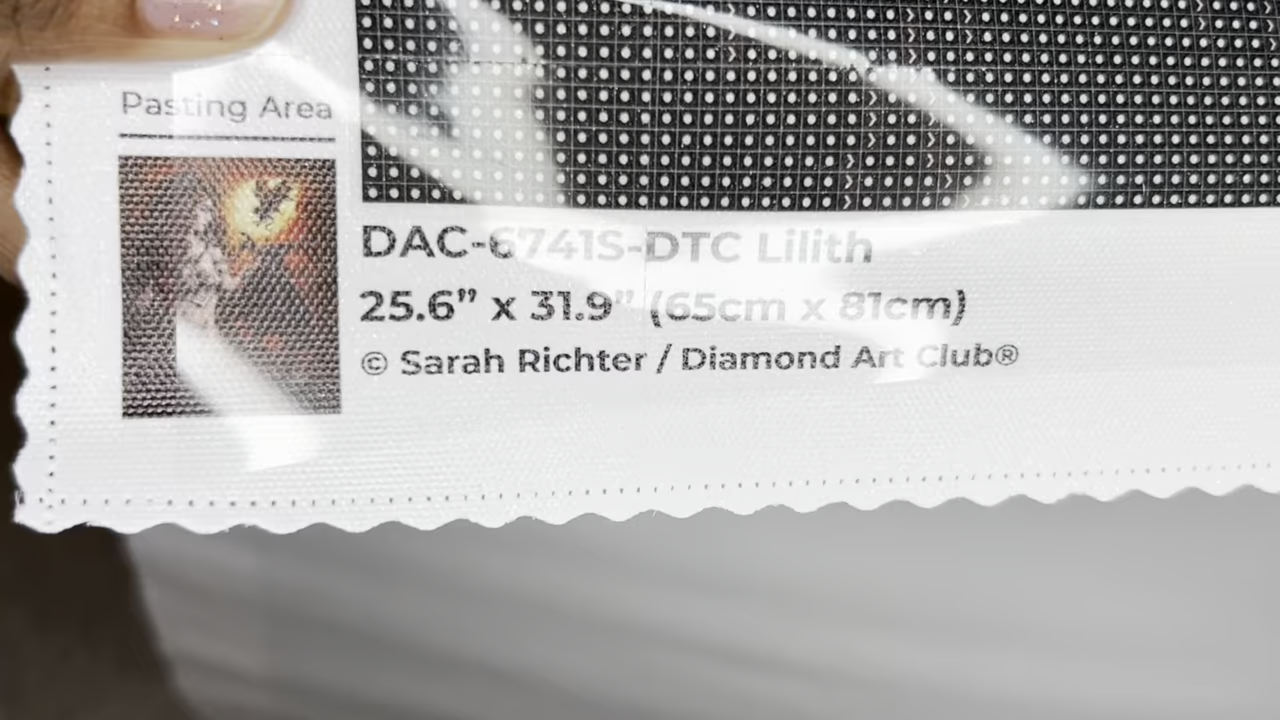 Pasting Area
DAC-6741S-DTC Lilith
25.6” x 31.9” (65cm x 81cm)
© Sarah Richter / Diamond Art Club®